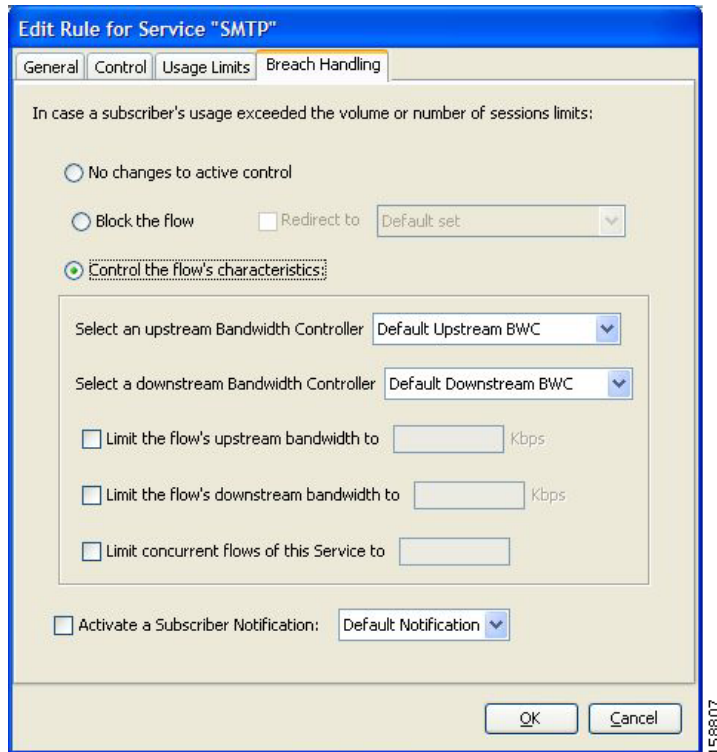 Edit Rule for Service "SMTP"
General Control Usage Limits Breach Handling
In case a subscriber's usage exceeded the volume or number of sessions limits:
No changes to active control
Block the flow Redirect to Default set
Control the flow's characteristics:
Select an upstream Bandwidth Controller Default Upstream BWC
Select a downstream Bandwidth Controller Default Downstream BWC
Limit the flow's upstream bandwidth to Kbps
Limit the flow's downstream bandwidth to Kbps
Limit concurrent flows of this Service to
Activate a Subscriber Notification: Default Notification
OK Cancel